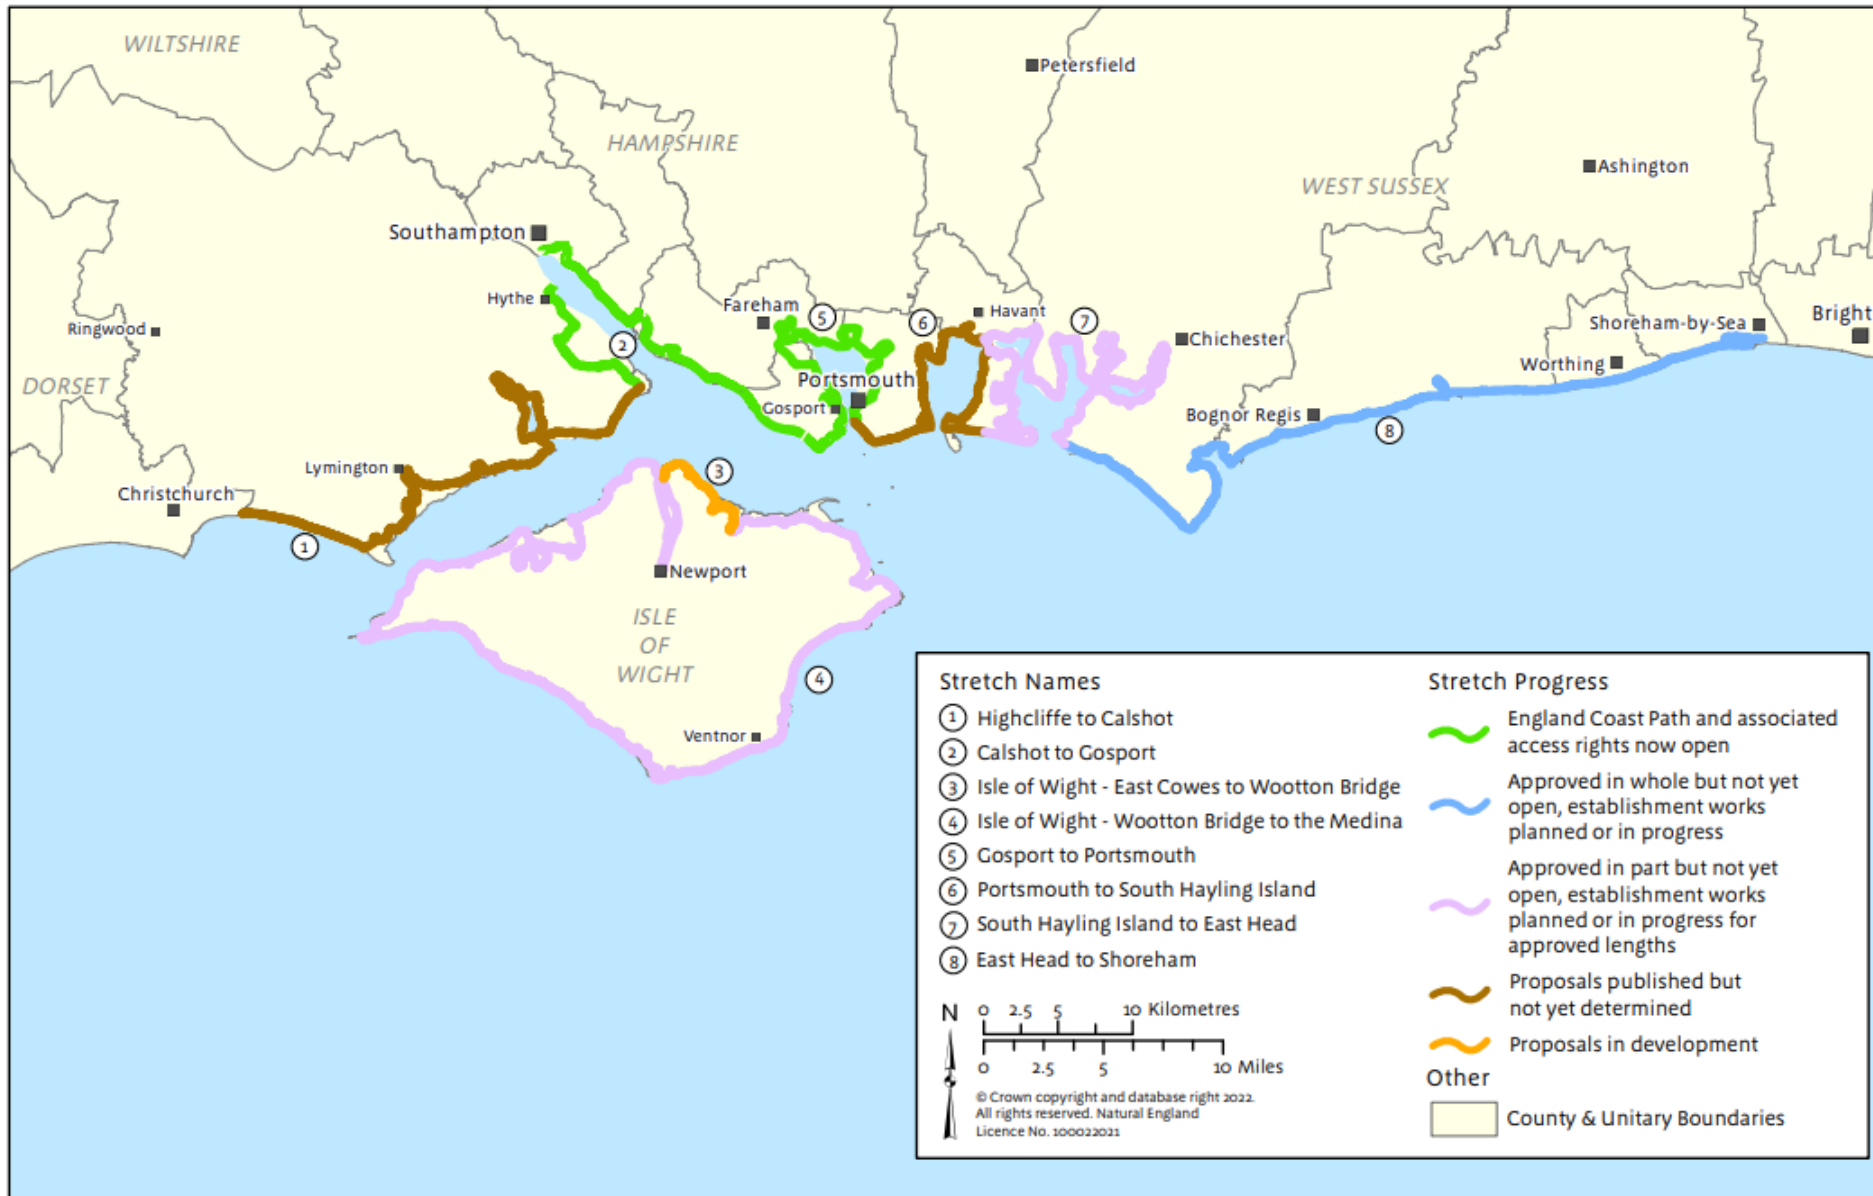 WILTSHIRE
Petersfield
HAMPSHIRE
Ashington
WEST SUSSEX
Southampton
Hythe
Fareham
5
6
Havant
7
Ringwood
2
Chichester
Shoreham-by-Sea
Bright
Worthing
DORSET
Portsmouth
Gosport
Bognor Regis
8
Lymington
3
Christchurch
1
Newport
ISLE
OF
WIGHT
4
Ventnor
Stretch Names
1 Highcliffe to Calshot
2 Calshot to Gosport
3 Isle of Wight - East Cowes to Wootton Bridge
4 Isle of Wight - Wootton Bridge to the Medina
5 Gosport to Portsmouth
6 Portsmouth to South Hayling Island
7 South Hayling Island to East Head
8 East Head to Shoreham
N
0 2.5 5 10 Kilometres
0 2.5 5 10 Miles
© Crown copyright and database right 2022.
All rights reserved. Natural England
Licence No. 100022021
Stretch Progress
England Coast Path and associated
access rights now open
Approved in whole but not yet
open, establishment works
planned or in progress
Approved in part but not yet
open, establishment works
planned or in progress for
approved lengths
Proposals published but
not yet determined
Proposals in development
Other
County & Unitary Boundaries